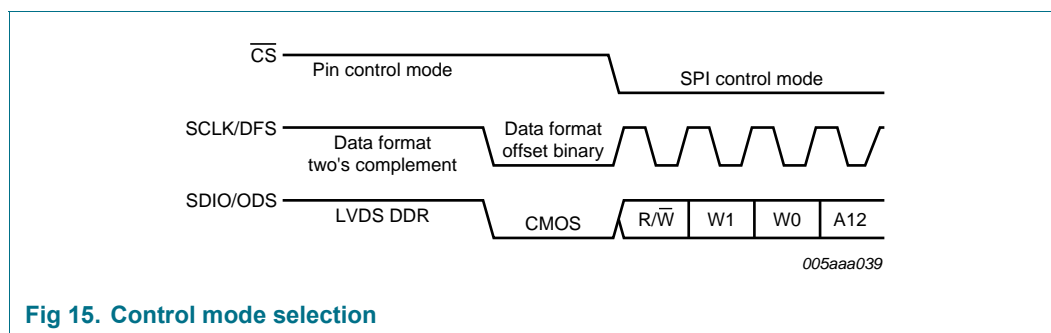 CS
Pin control mode
SPI control mode
SCLK/DFS
Data format
two's complement
Data format
offset binary
SDIO/ODS
LVDS DDR
CMOS
R/W̅
W1
W0
A12
005aaa039
Fig 15. Control mode selection